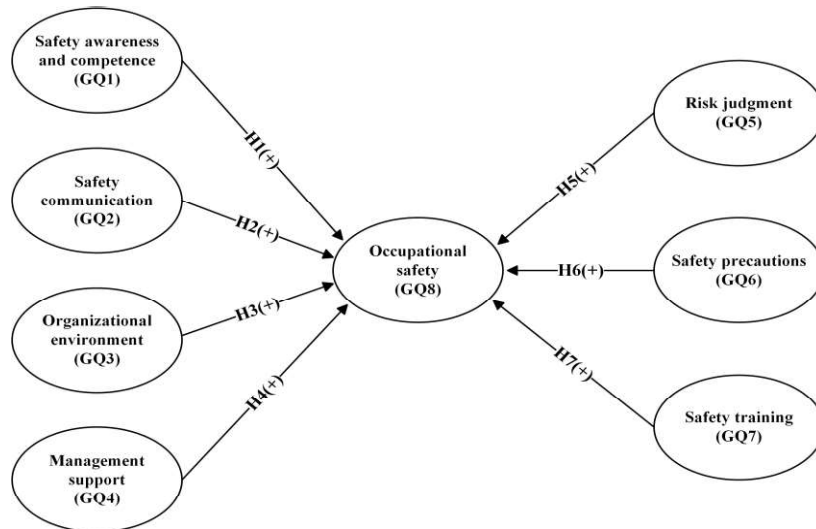 Safety awareness
and competence
(GQ1)
Safety
communication
(GQ2)
Organizational
environment
(GQ3)
Management
support
(GQ4)
H1(+)
H2(+)
H3(+)
H4(+)
Occupational
safety
(GQ8)
H5(+)
H6(+)
H7(+)
Risk judgment
(GQ5)
Safety precautions
(GQ6)
Safety training
(GQ7)